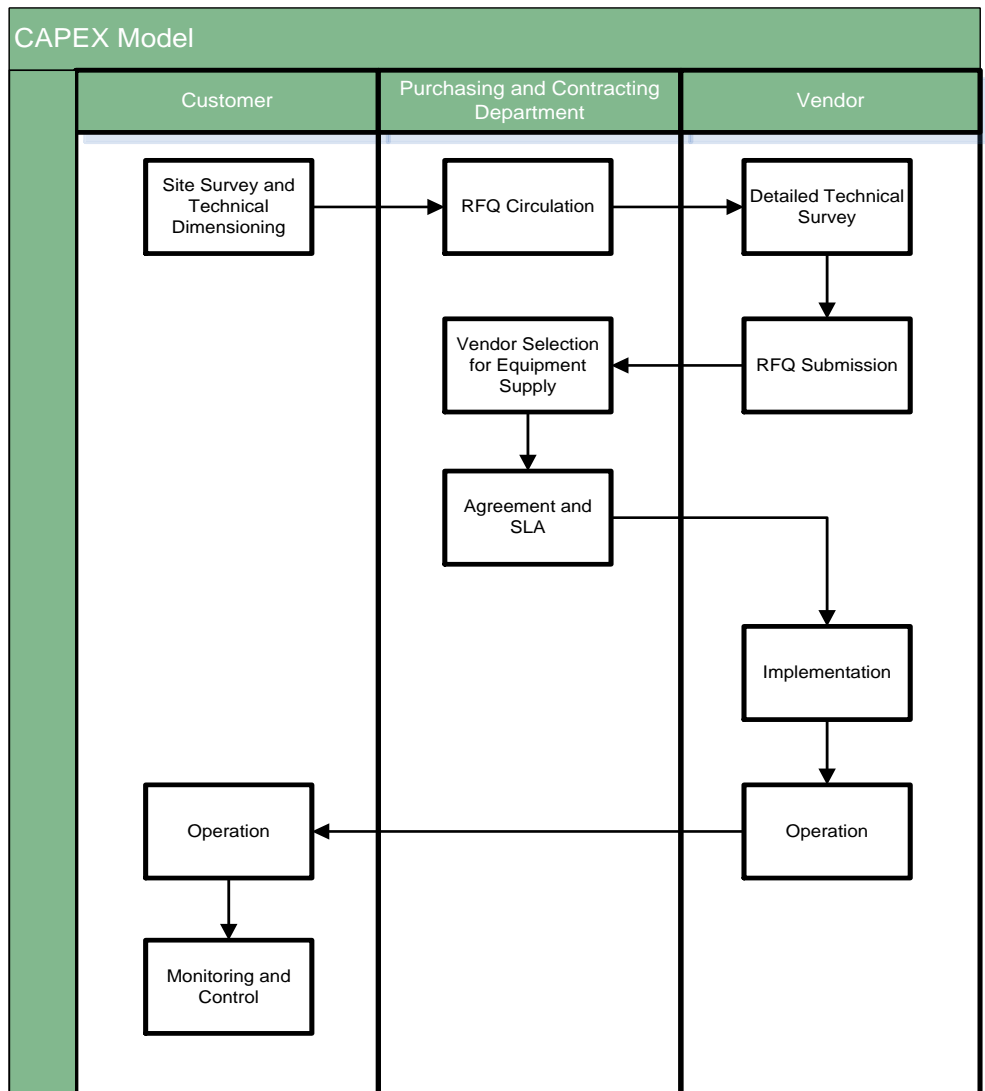 CAPEX Model
Customer
Purchasing and Contracting
Department
Vendor
Site Survey and
Technical
Dimensioning
RFQ Circulation
Detailed Technical
Survey
Vendor Selection
for Equipment
Supply
RFQ Submission
Agreement and
SLA
Implementation
Operation
Operation
Monitoring and
Control